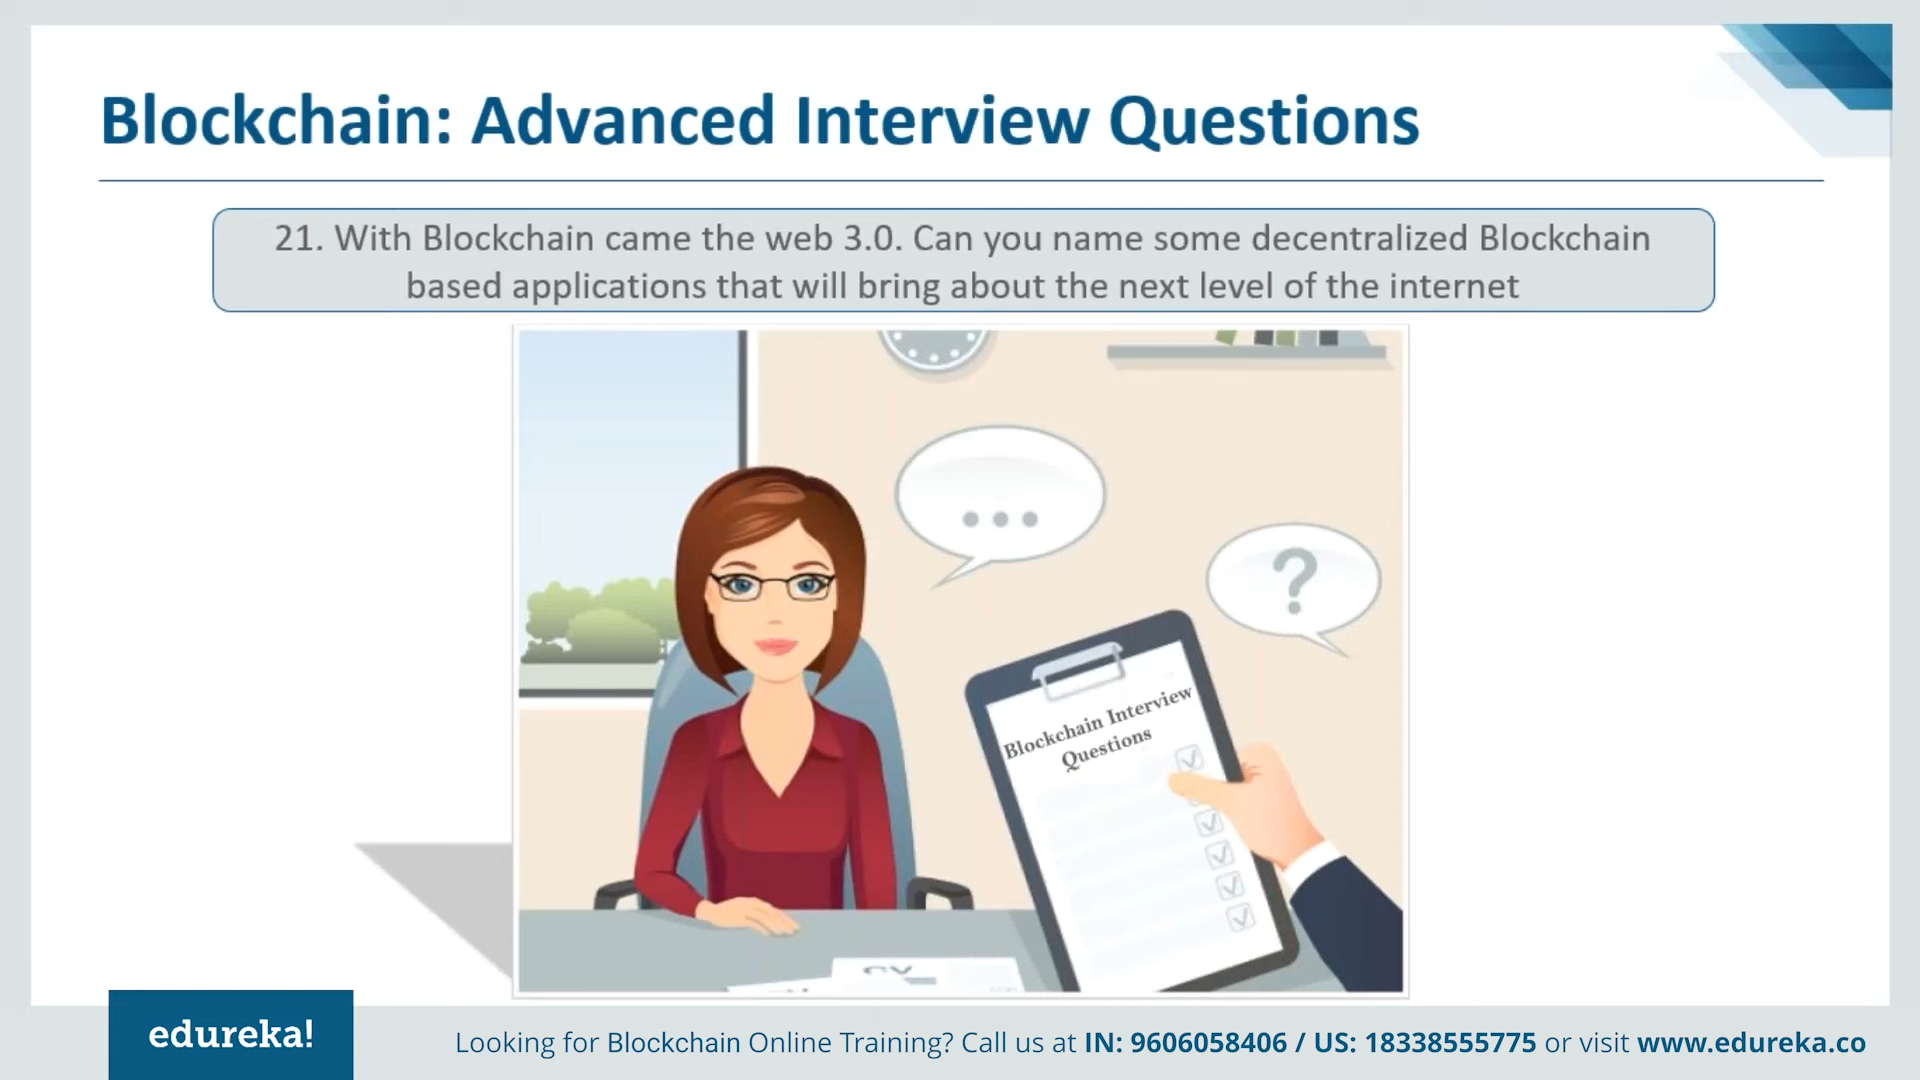 Blockchain: Advanced Interview Questions
21. With Blockchain came the web 3.0. Can you name some decentralized Blockchain
based applications that will bring about the next level of the internet
...
?
Blockchain Interview
Questions
CV
edureka!
Looking for Blockchain Online Training? Call us at IN: 9606058406 / US: 18338555775 or visit www.edureka.co